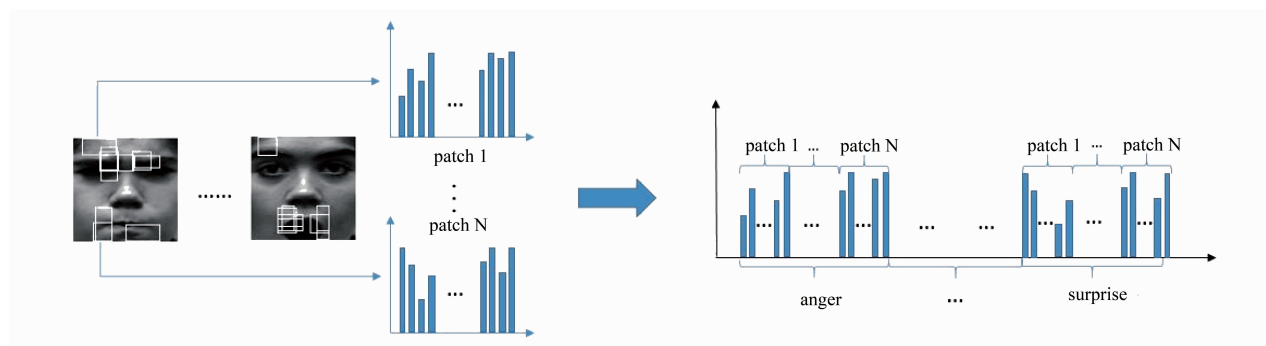 ...
patch 1
......
patch N
...
patch 1 ... patch N
patch 1 ... patch N
... ... ... ... ... ... ... ...
anger
...
surprise